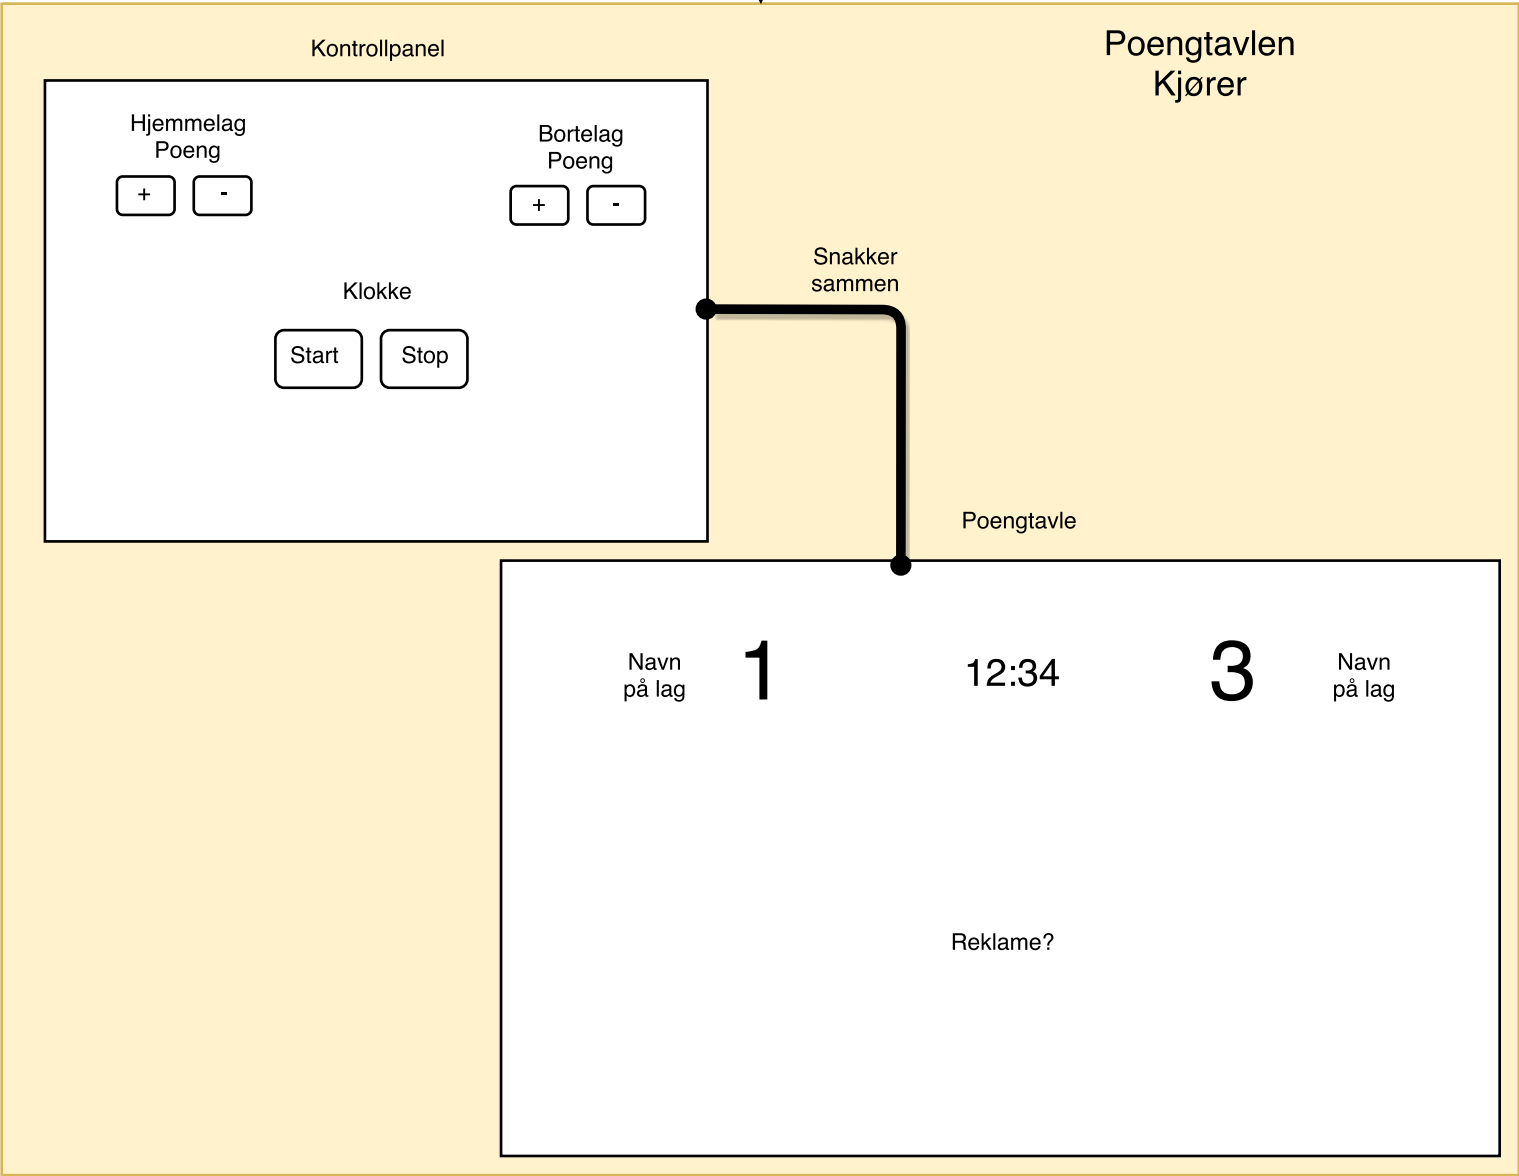 Poengtavlen
Kjører
Kontrollpanel
Hjemmelag
Poeng
+ -
Bortelag
Poeng
+ -
Klokke
Start Stop
Snakker
sammen
Poengtavle
Navn
på lag
1
12:34
3
Navn
på lag
Reklame?